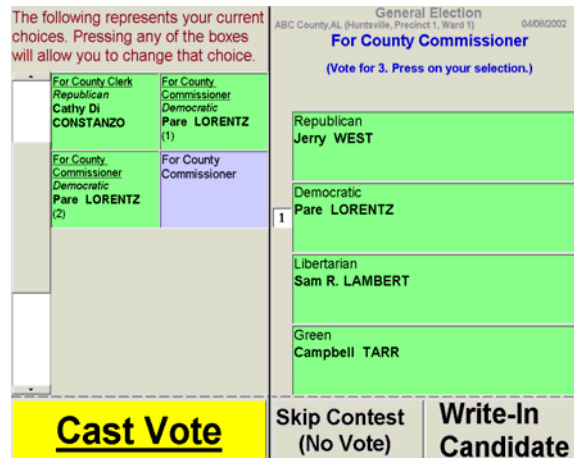 The following represents your current
choices. Pressing any of the boxes
will allow you to change that choice.
For County Clerk
Republican
Cathy Di
CONSTANZO
For County
Commissioner
Democratic
Pare LORENTZ
(1)
For County
Commissioner
Democratic
Pare LORENTZ
(2)
For County
Commissioner
General Election
ABC County,AL (Huntsville, Precinct 1, Ward 1) 04/08/2002
For County Commissioner
(Vote for 3. Press on your selection.)
Republican
Jerry WEST
Democratic
1 Pare LORENTZ
Libertarian
Sam R. LAMBERT
Green
Campbell TARR
Cast Vote
Skip Contest
(No Vote)
Write-In
Candidate